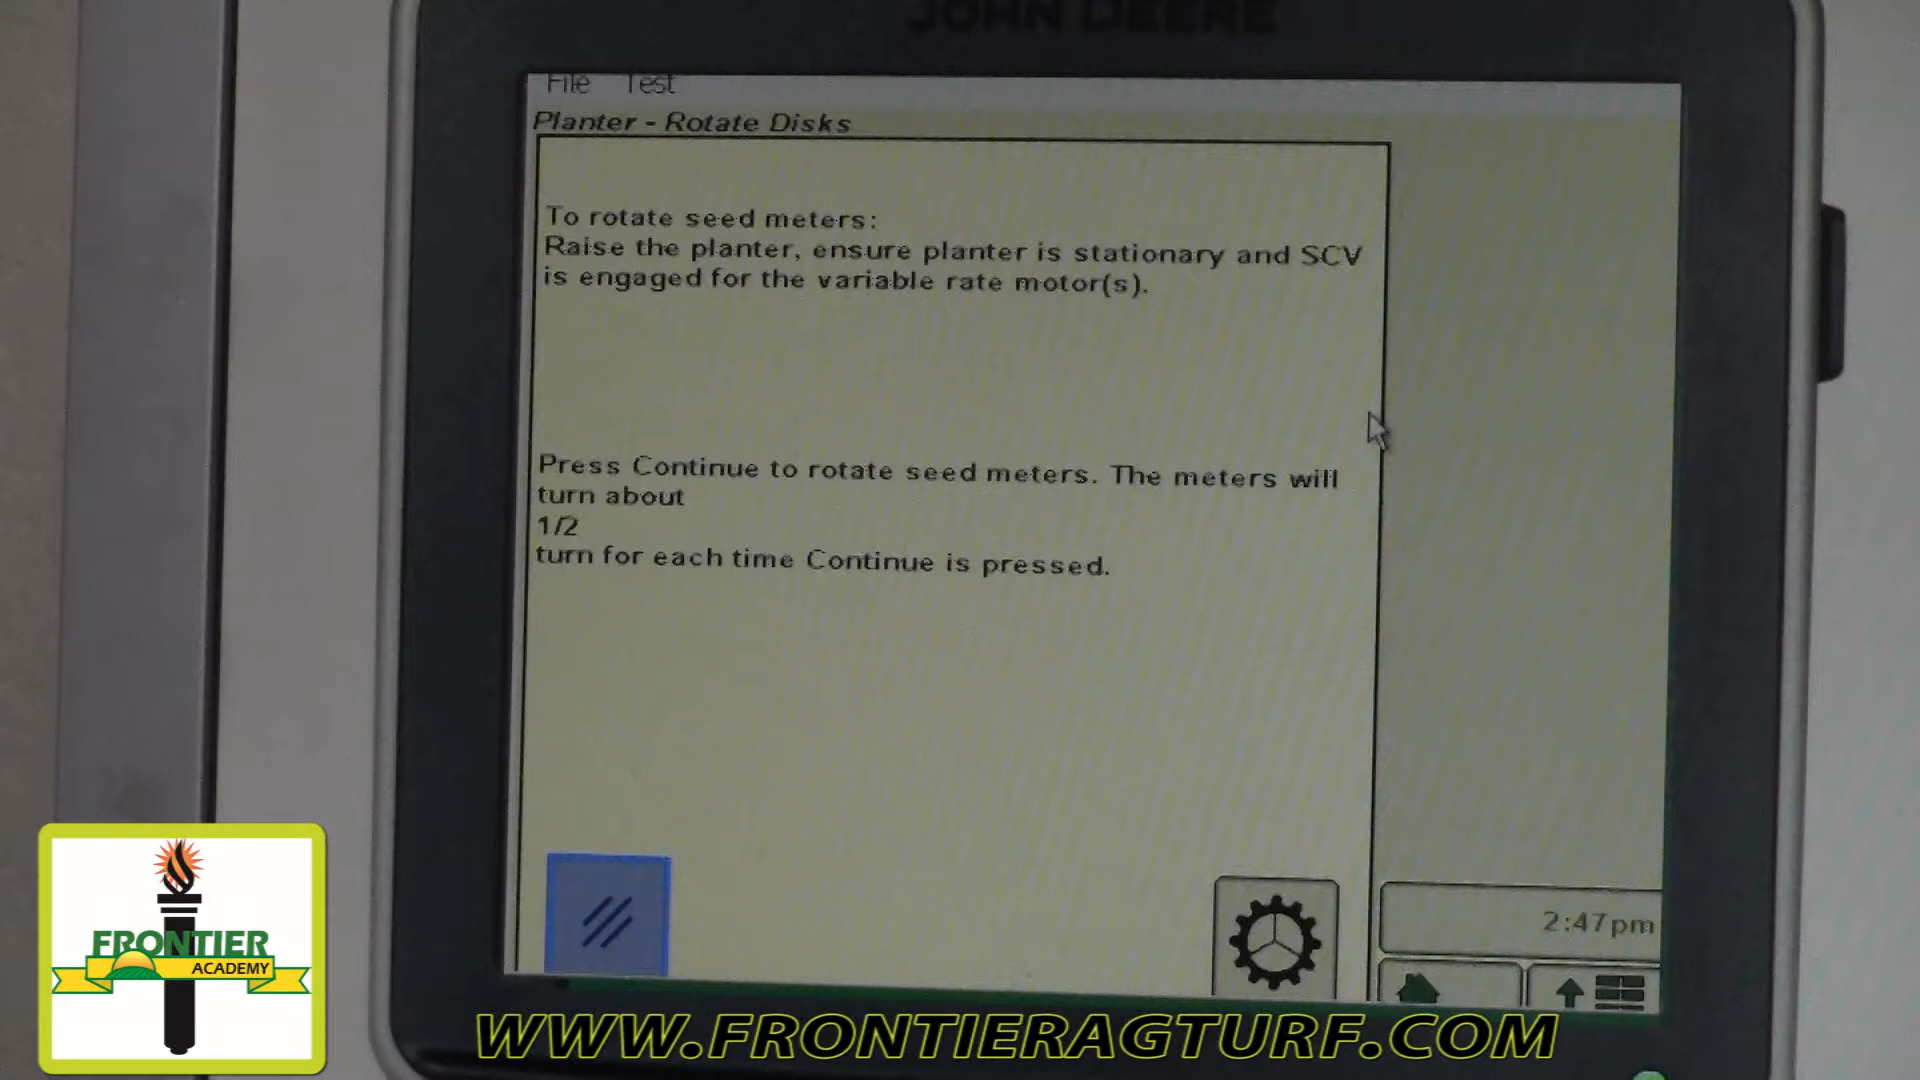 JOHN DEERE
File Test
Planter - Rotate Disks
To rotate seed meters:
Raise the planter, ensure planter is stationary and SCV
is engaged for the variable rate motor(s).
Press Continue to rotate seed meters. The meters will
turn about
1/2
turn for each time Continue is pressed.
2:47pm
FRONTIER
ACADEMY
WWW.FRONTIERAGTURF.COM